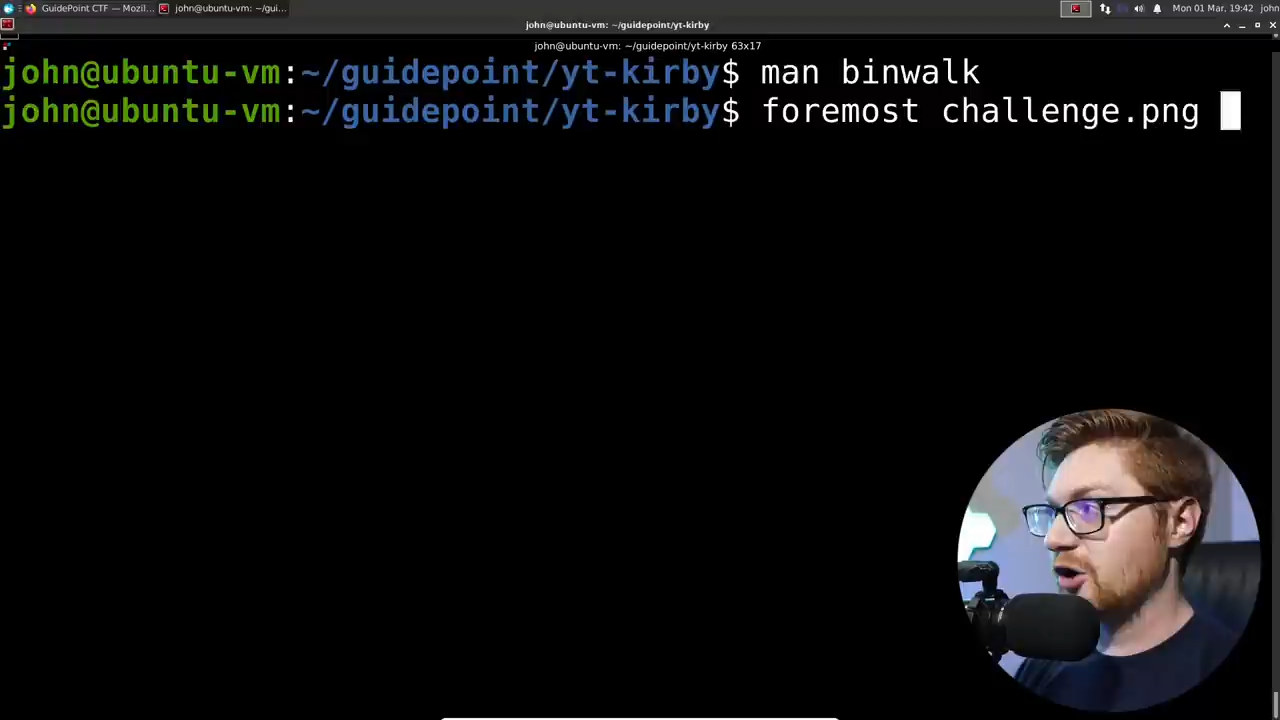 GuidePoint CTF — Mozil...
john@ubuntu-vm: ~/gui...
Mon 01 Mar, 19:42
john
john@ubuntu-vm: ~/guidepoint/yt-kirby
john@ubuntu-vm: ~/guidepoint/yt-kirby 63x17
john@ubuntu-vm:~/guidepoint/yt-kirby$ man binwalk
john@ubuntu-vm:~/guidepoint/yt-kirby$ foremost challenge.png